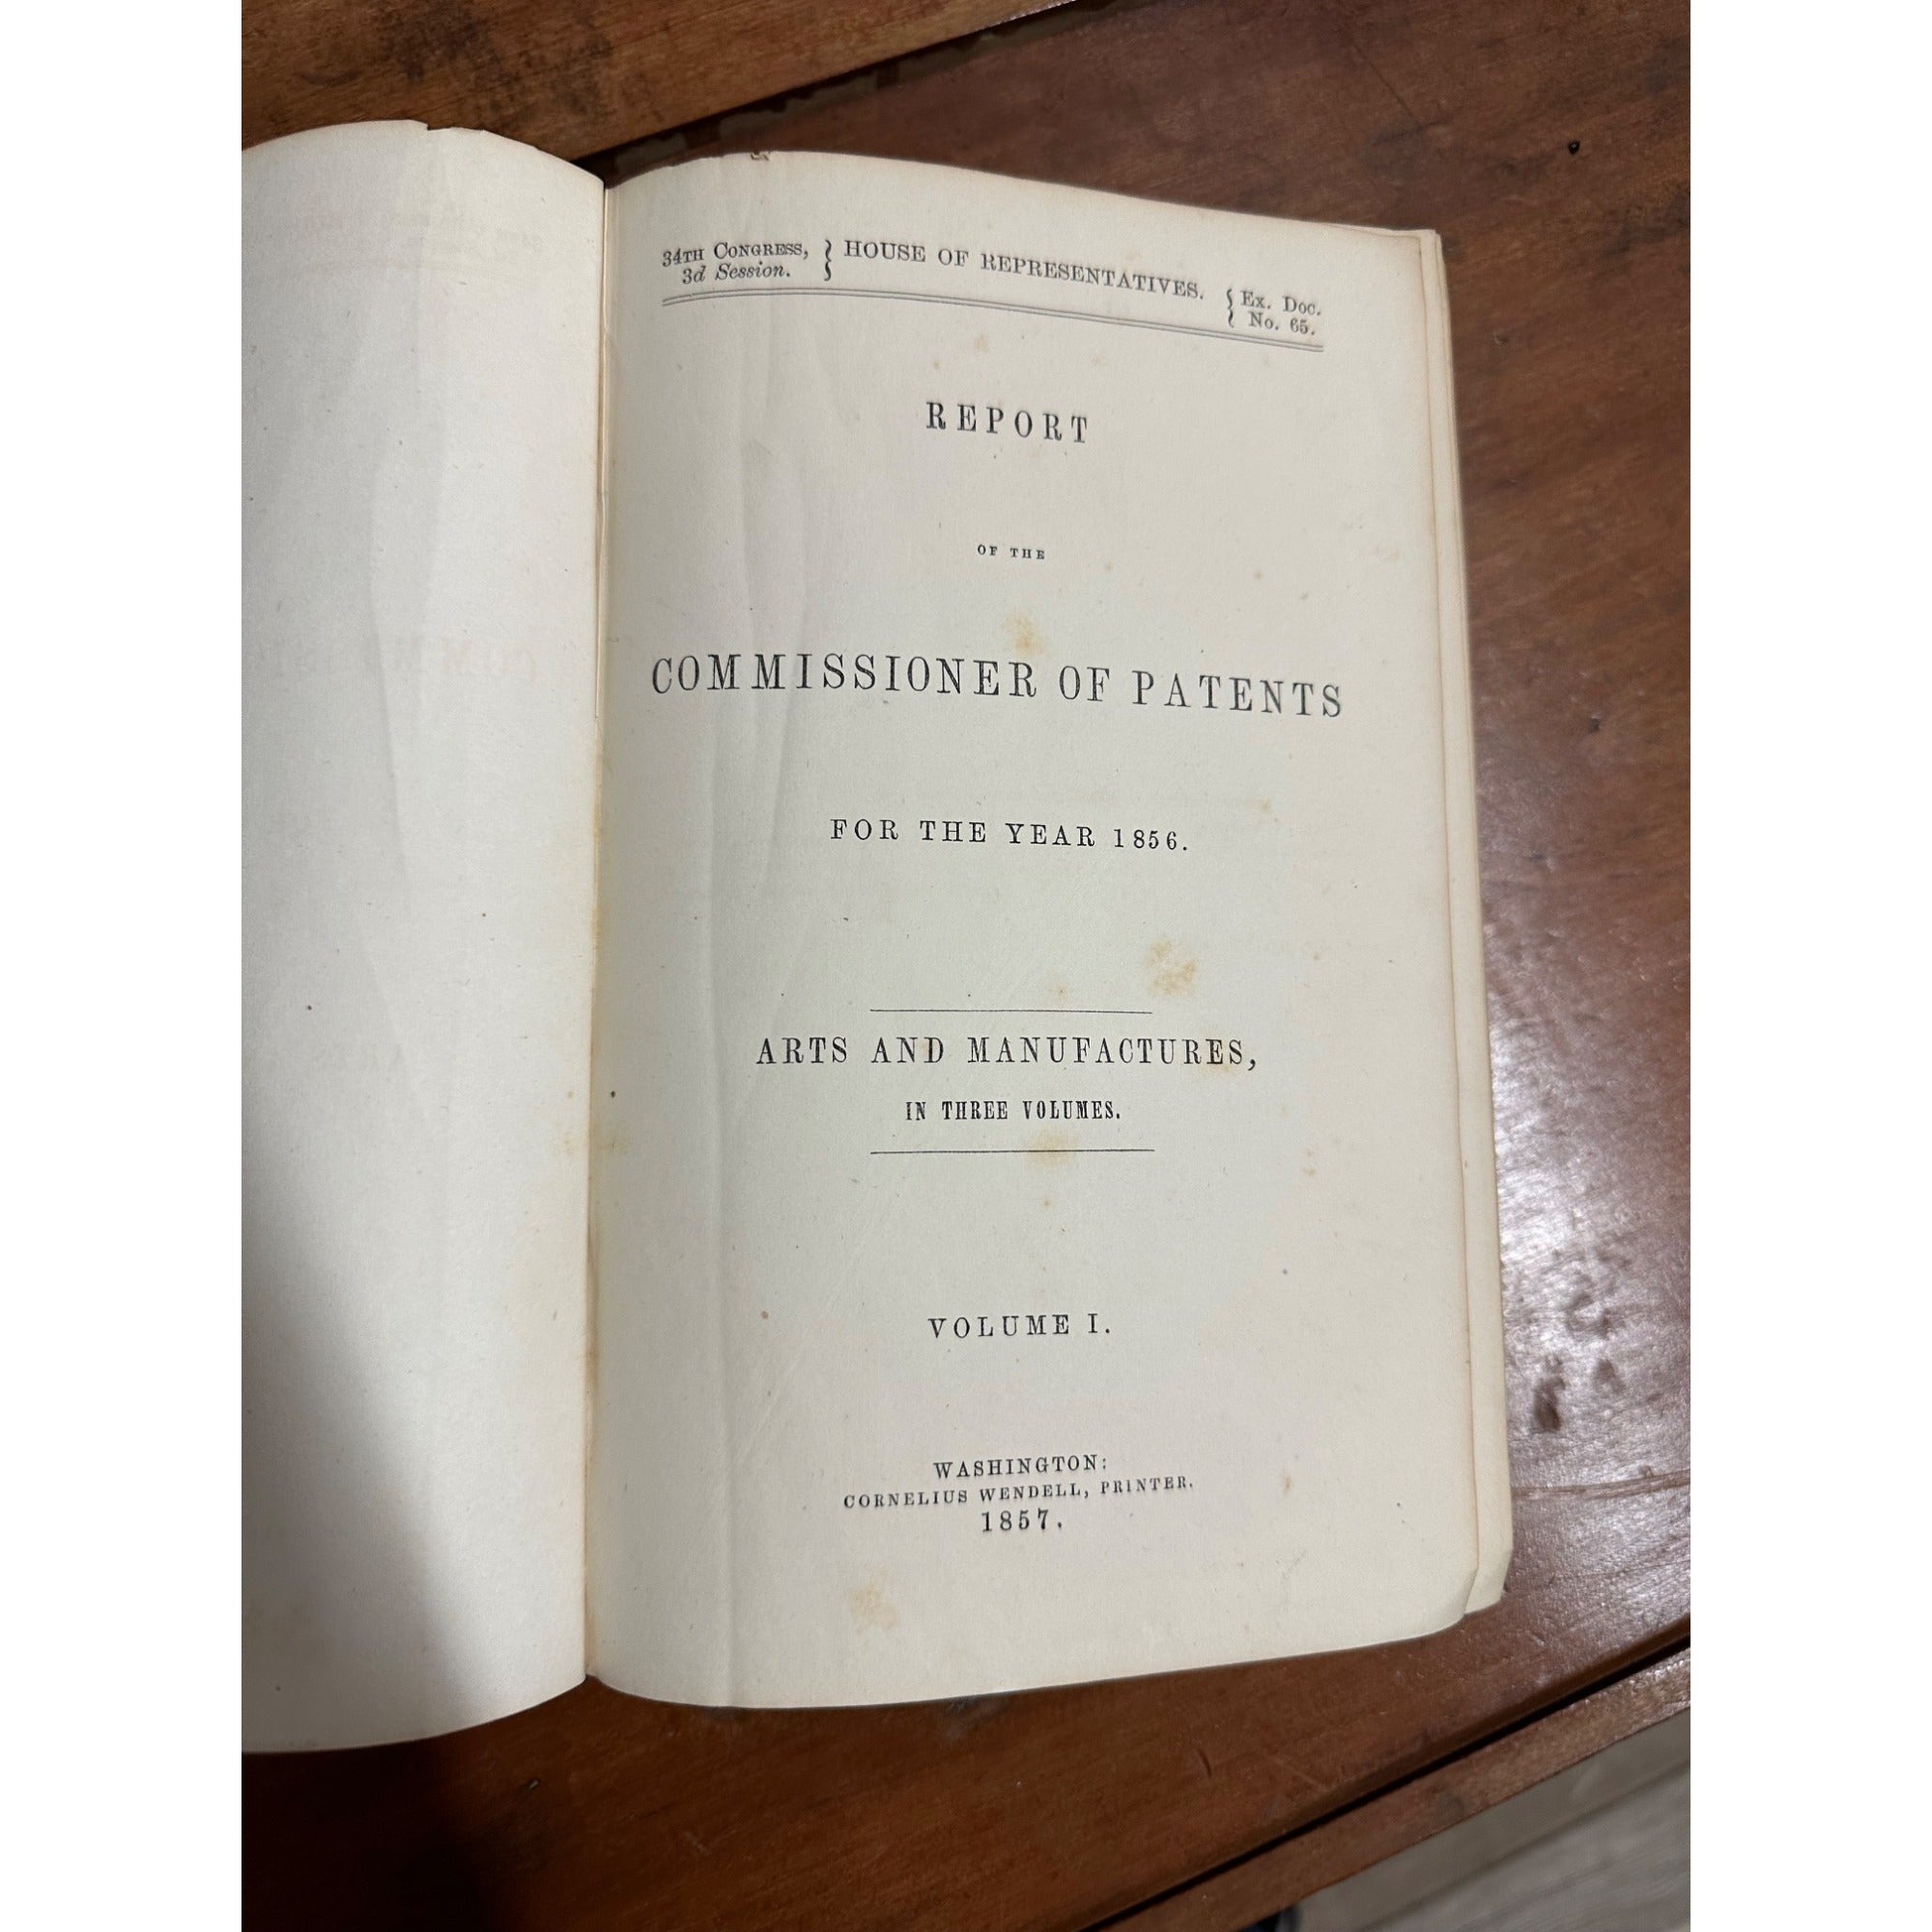 34TH CONGRESS, } HOUSE OF REPRESENTATIVES. { Ex. Doc.
3d Session. } { No. 65.
REPORT
OF THE
COMMISSIONER OF PATENTS
FOR THE YEAR 1856.
ARTS AND MANUFACTURES,
IN THREE VOLUMES.
VOLUME I.
WASHINGTON:
CORNELIUS WENDELL, PRINTER.
1857.